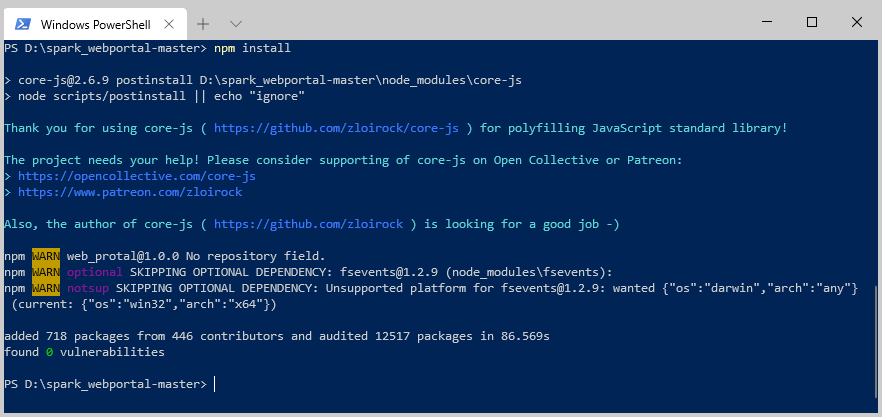 Windows PowerShell
PS D:\spark_webportal-master> npm install
> core-js@2.6.9 postinstall D:\spark_webportal-master\node_modules\core-js
> node scripts/postinstall || echo "ignore"
Thank you for using core-js ( https://github.com/zloirock/core-js ) for polyfilling JavaScript standard library!
The project needs your help! Please consider supporting of core-js on Open Collective or Patreon:
> https://opencollective.com/core-js
> https://www.patreon.com/zloirock
Also, the author of core-js ( https://github.com/zloirock ) is looking for a good job -)
npm WARN web_protal@1.0.0 No repository field.
npm WARN optional SKIPPING OPTIONAL DEPENDENCY: fsevents@1.2.9 (node_modules\fsevents):
npm WARN notsup SKIPPING OPTIONAL DEPENDENCY: Unsupported platform for fsevents@1.2.9: wanted {"os":"darwin","arch":"any"}
(current: {"os":"win32","arch":"x64"})
added 718 packages from 446 contributors and audited 12517 packages in 86.569s
found 0 vulnerabilities
PS D:\spark_webportal-master>